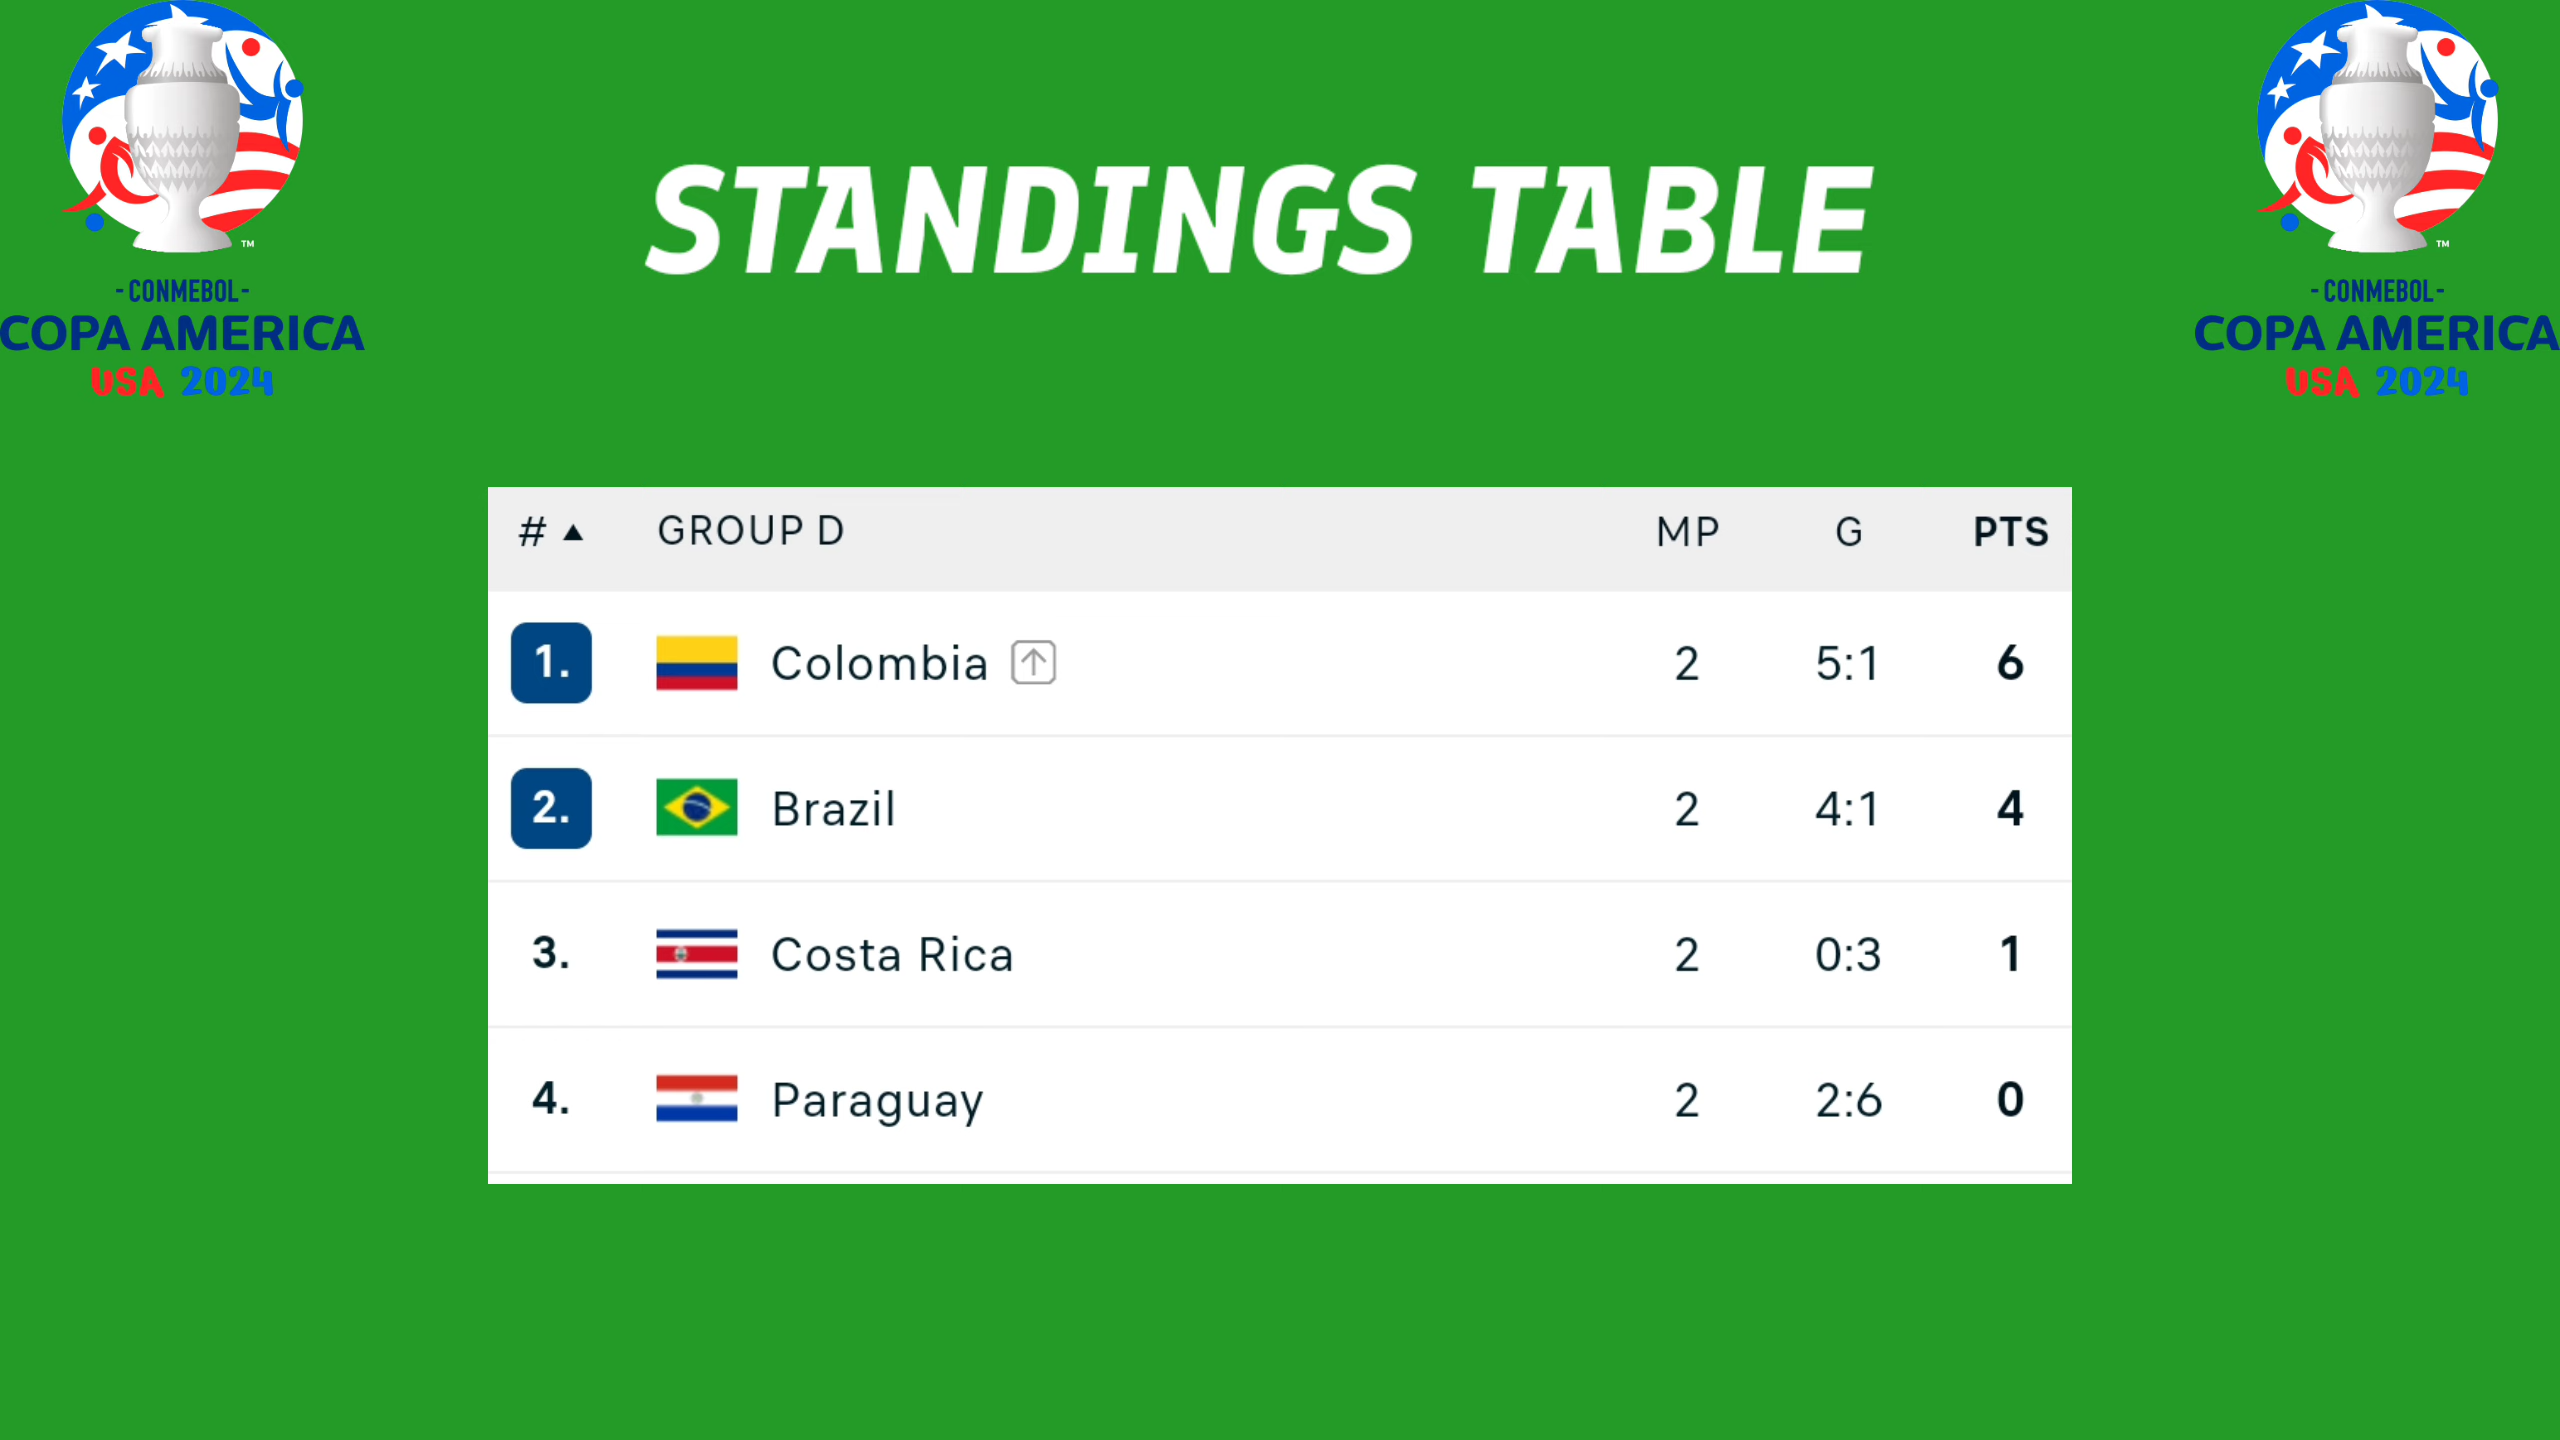 STANDINGS TABLE
TM
- CONMEBOL -
COPA AMERICA
USA 2024
TM
- CONMEBOL -
COPA AMERICA
USA 2024
# ▲ GROUP D MP G PTS
1. Colombia 2 5:1 6
2. Brazil 2 4:1 4
3. Costa Rica 2 0:3 1
4. Paraguay 2 2:6 0